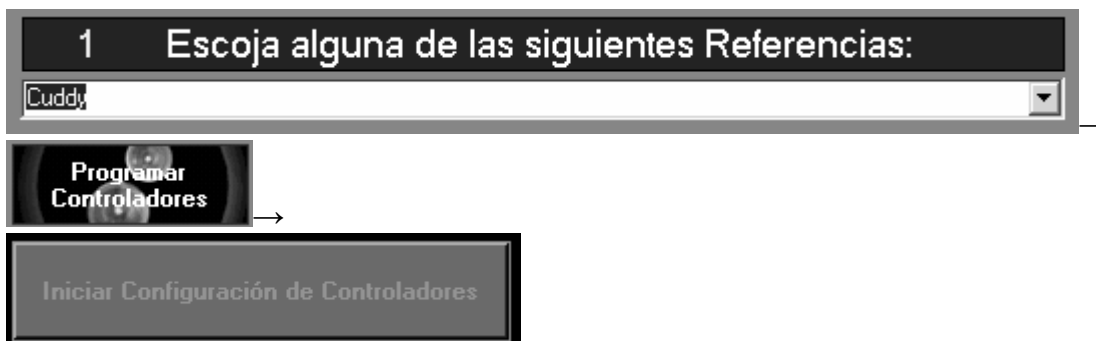 1 Escoja alguna de las siguientes Referencias:
Cuddy
→
Programar
Controladores
→
Iniciar Configuración de Controladores